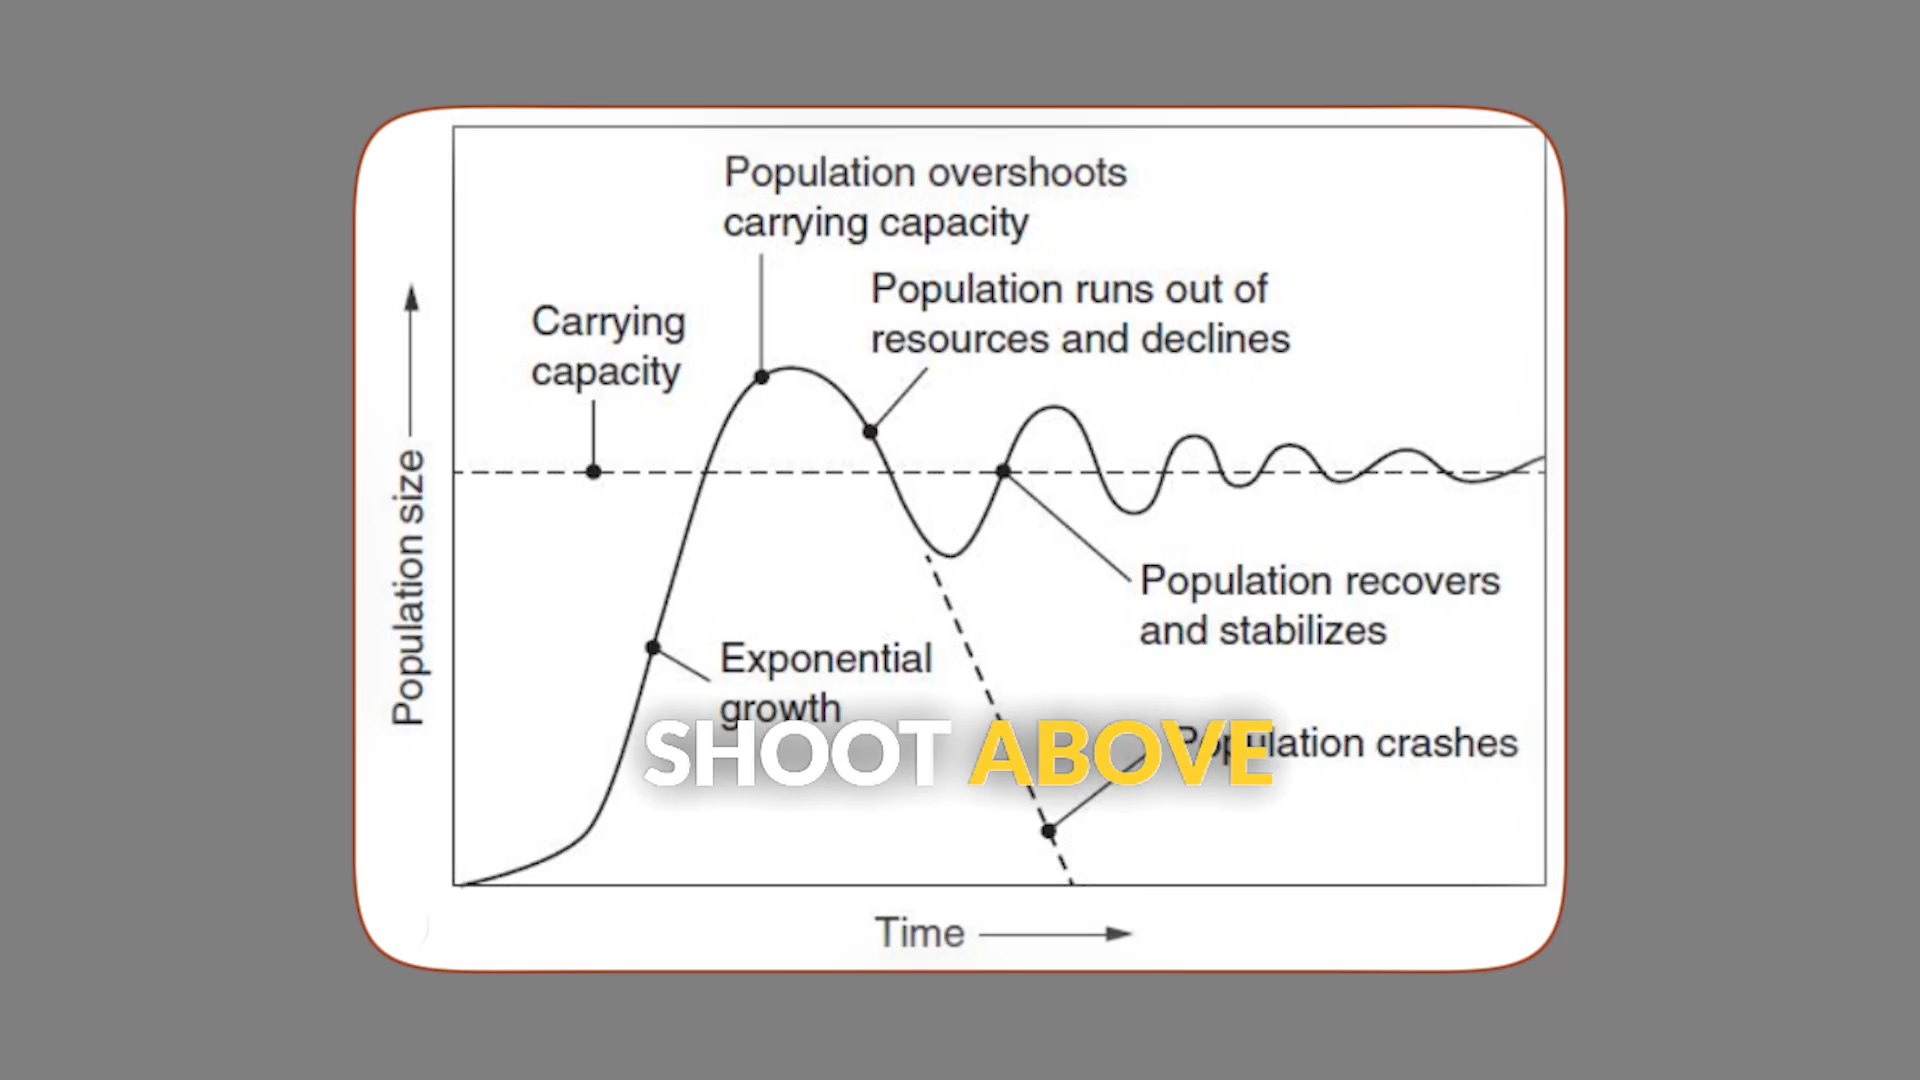 Population overshoots
carrying capacity
Population runs out of
resources and declines
Carrying
capacity
Population size
Population recovers
and stabilizes
Exponential
growth
SHOOT ABOVE
Population crashes
Time